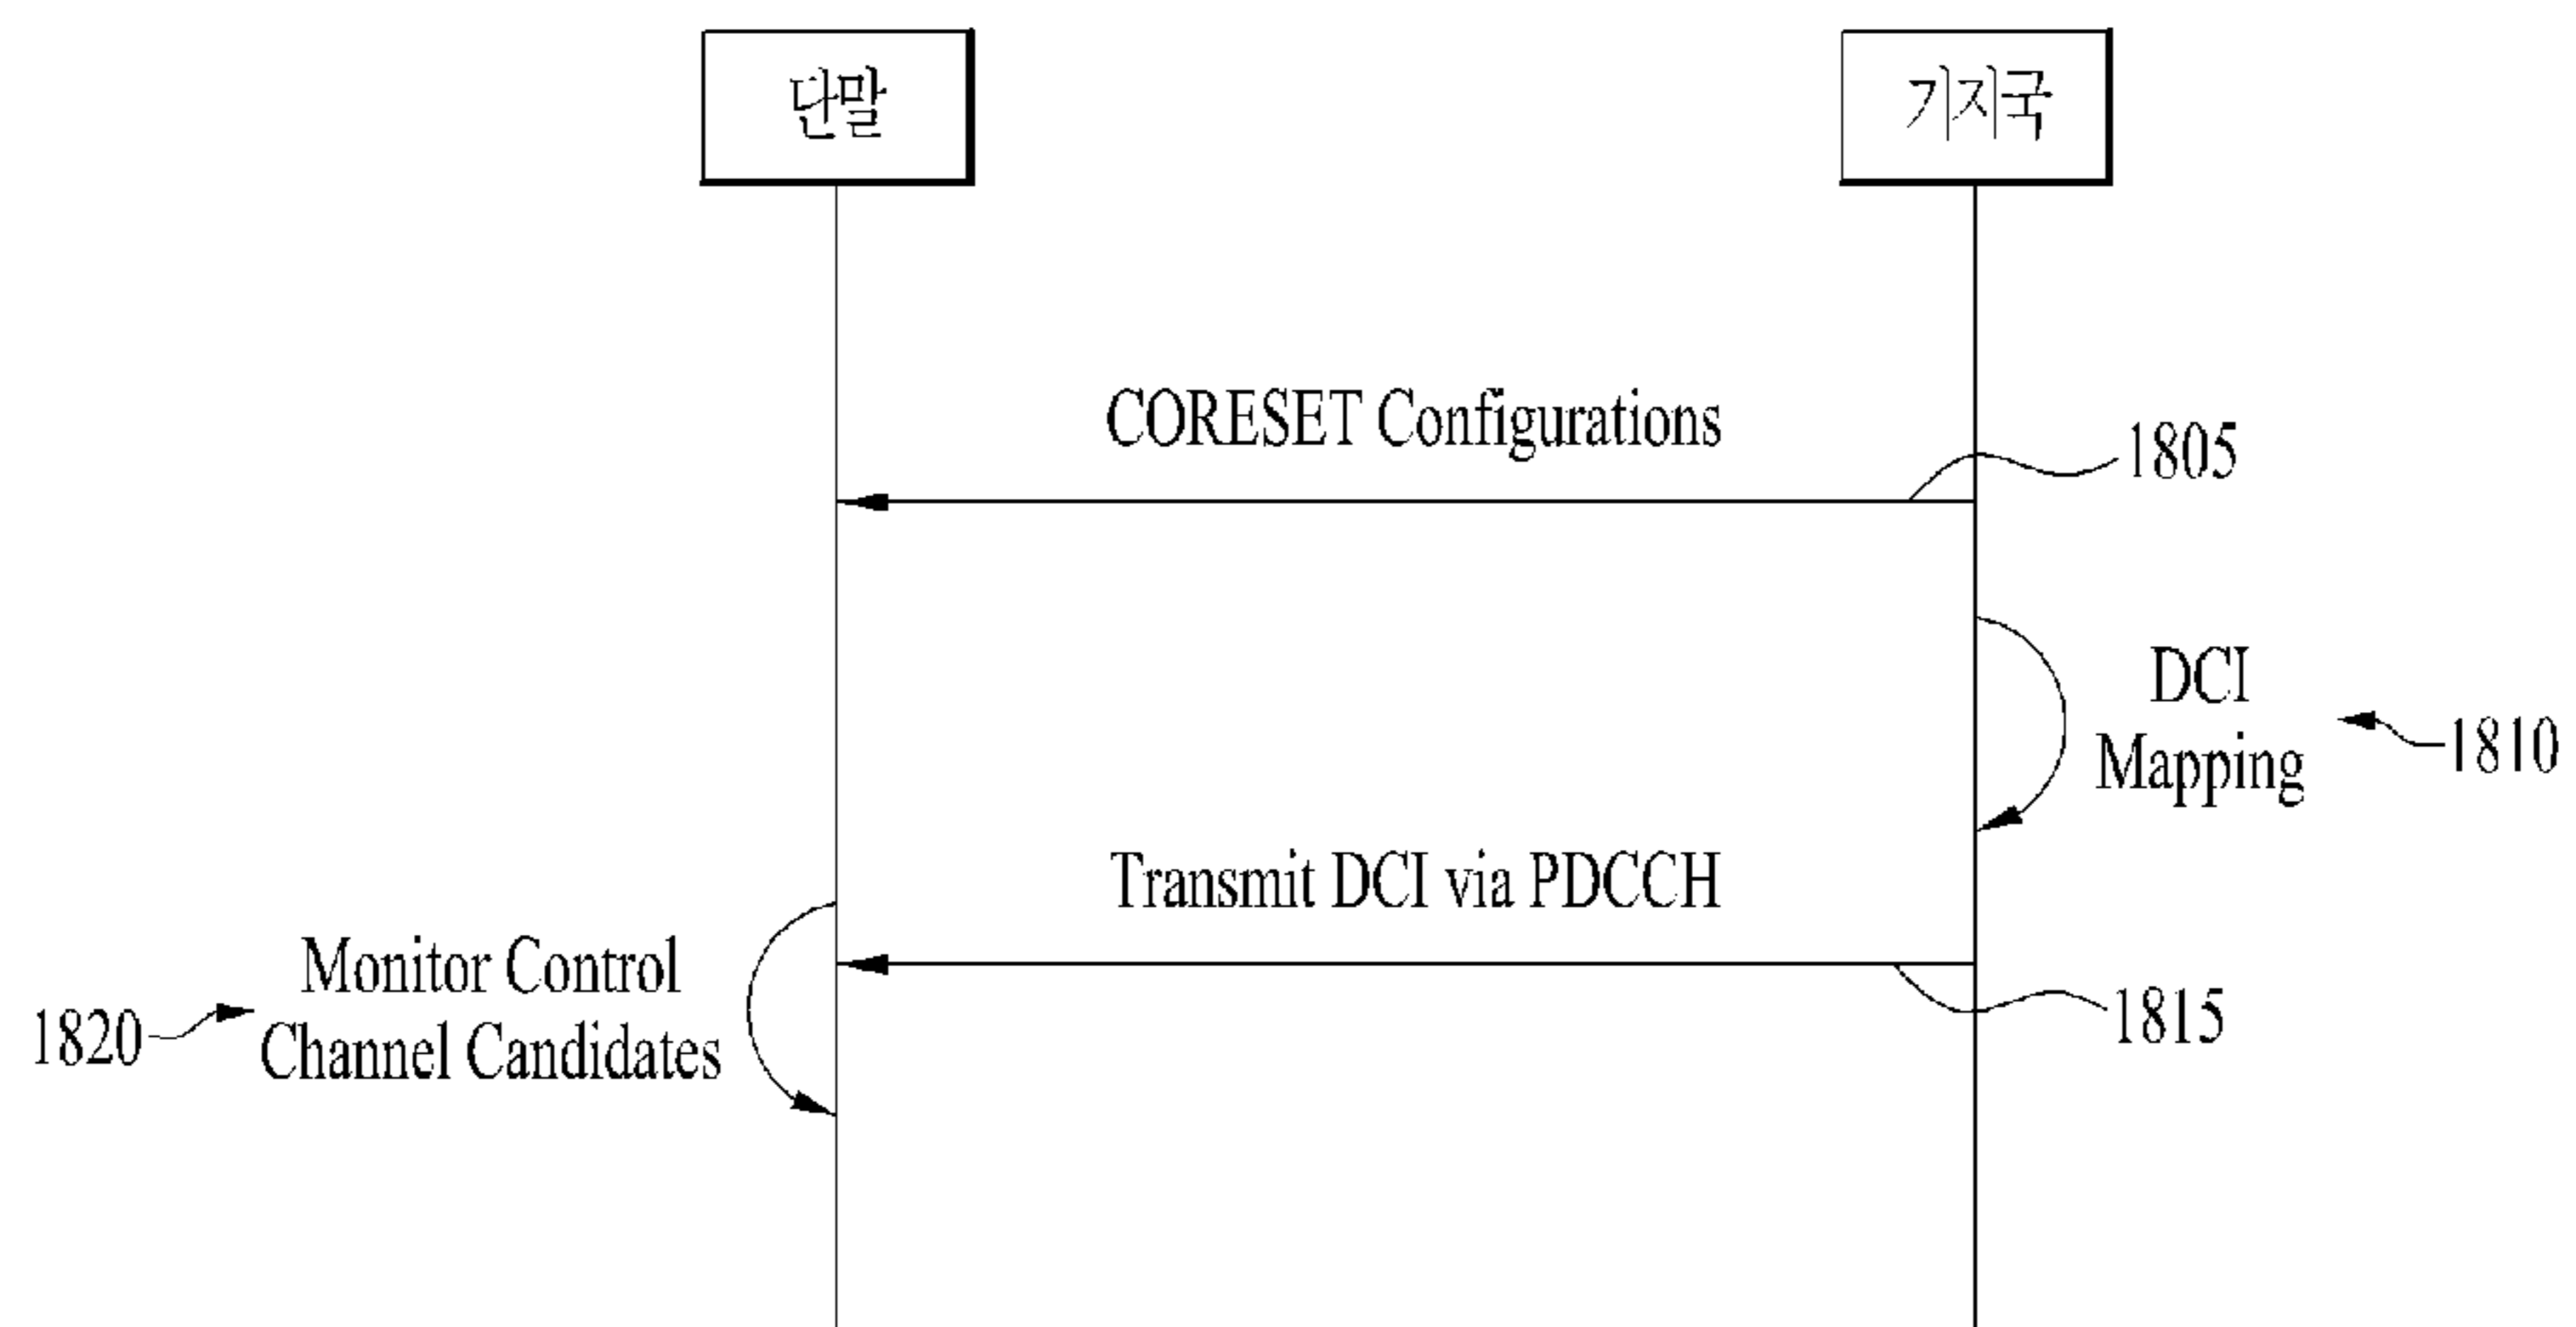 단말
기지국
CORESET Configurations
1805
DCI
Mapping
1810
Transmit DCI via PDCCH
Monitor Control
Channel Candidates
1820
1815